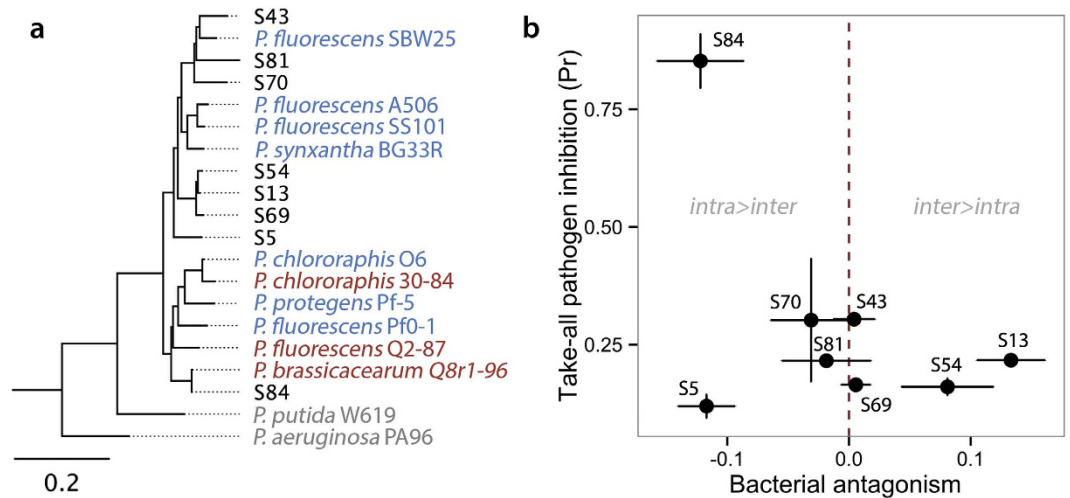 a
S43
P. fluorescens SBW25
S81
S70
P. fluorescens A506
P. fluorescens SS101
P. synxantha BG33R
S54
S13
S69
S5
P. chlororaphis O6
P. chlororaphis 30-84
P. protegens Pf-5
P. fluorescens Pf0-1
P. fluorescens Q2-87
P. brassicacearum Q8r1-96
S84
P. putida W619
P. aeruginosa PA96
0.2
b
Take-all pathogen inhibition (Pr)
0.75
0.50
0.25
S84
intra>inter
inter>intra
S70
S43
S81
S13
S54
S5
S69
-0.1
0.0
0.1
Bacterial antagonism